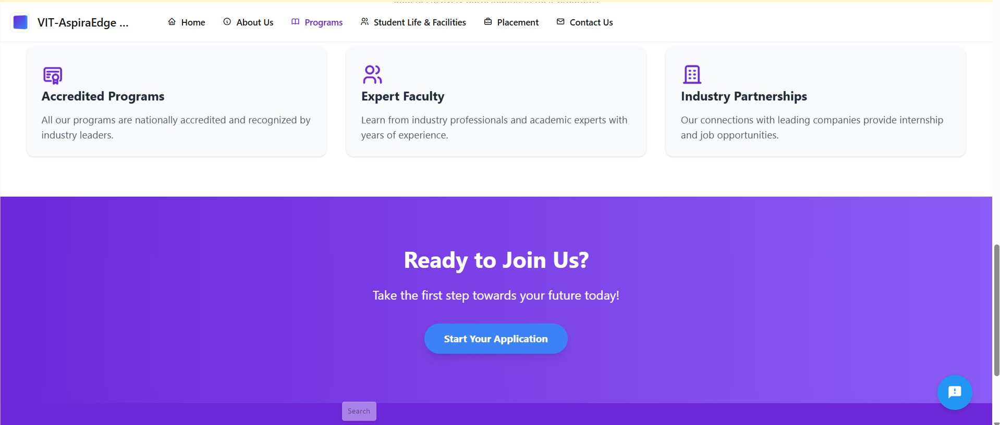 VIT-AspiraEdge ...
Home
About Us
Programs
Student Life & Facilities
Placement
Contact Us
Accredited Programs
All our programs are nationally accredited and recognized by
industry leaders.
Expert Faculty
Learn from industry professionals and academic experts with
years of experience.
Industry Partnerships
Our connections with leading companies provide internship
and job opportunities.
Ready to Join Us?
Take the first step towards your future today!
Start Your Application
Search